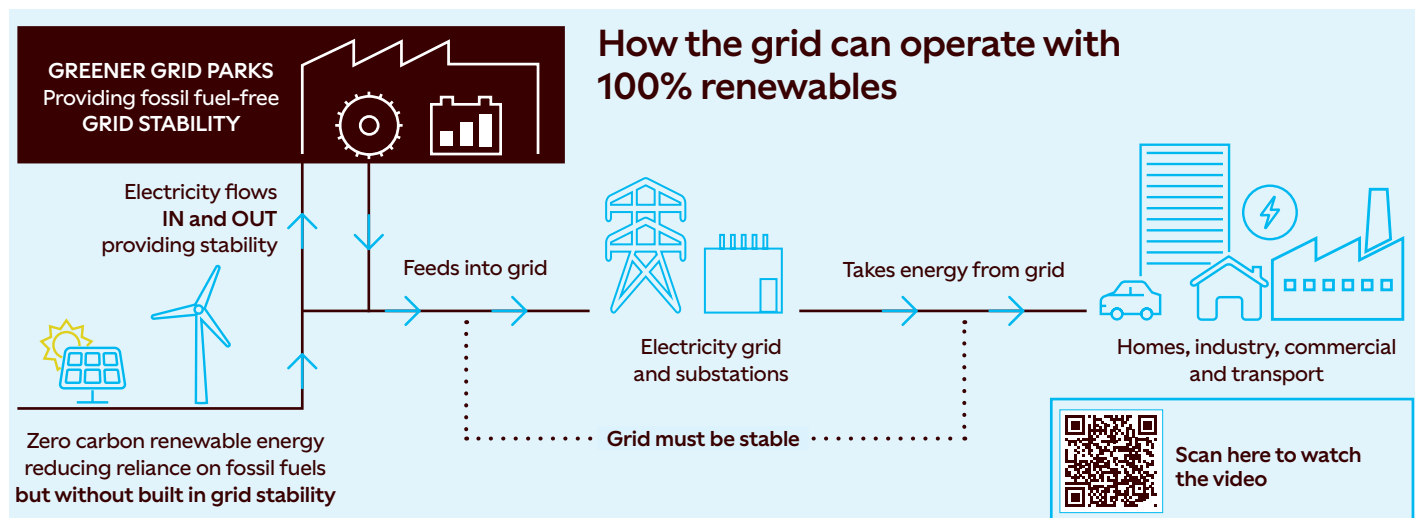 How the grid can operate with
100% renewables
GREENER GRID PARKS
Providing fossil fuel-free
GRID STABILITY
Electricity flows
IN and OUT
providing stability
Feeds into grid
Takes energy from grid
Electricity grid
and substations
Homes, industry, commercial
and transport
Zero carbon renewable energy
reducing reliance on fossil fuels
but without built in grid stability
Grid must be stable
Scan here to watch
the video